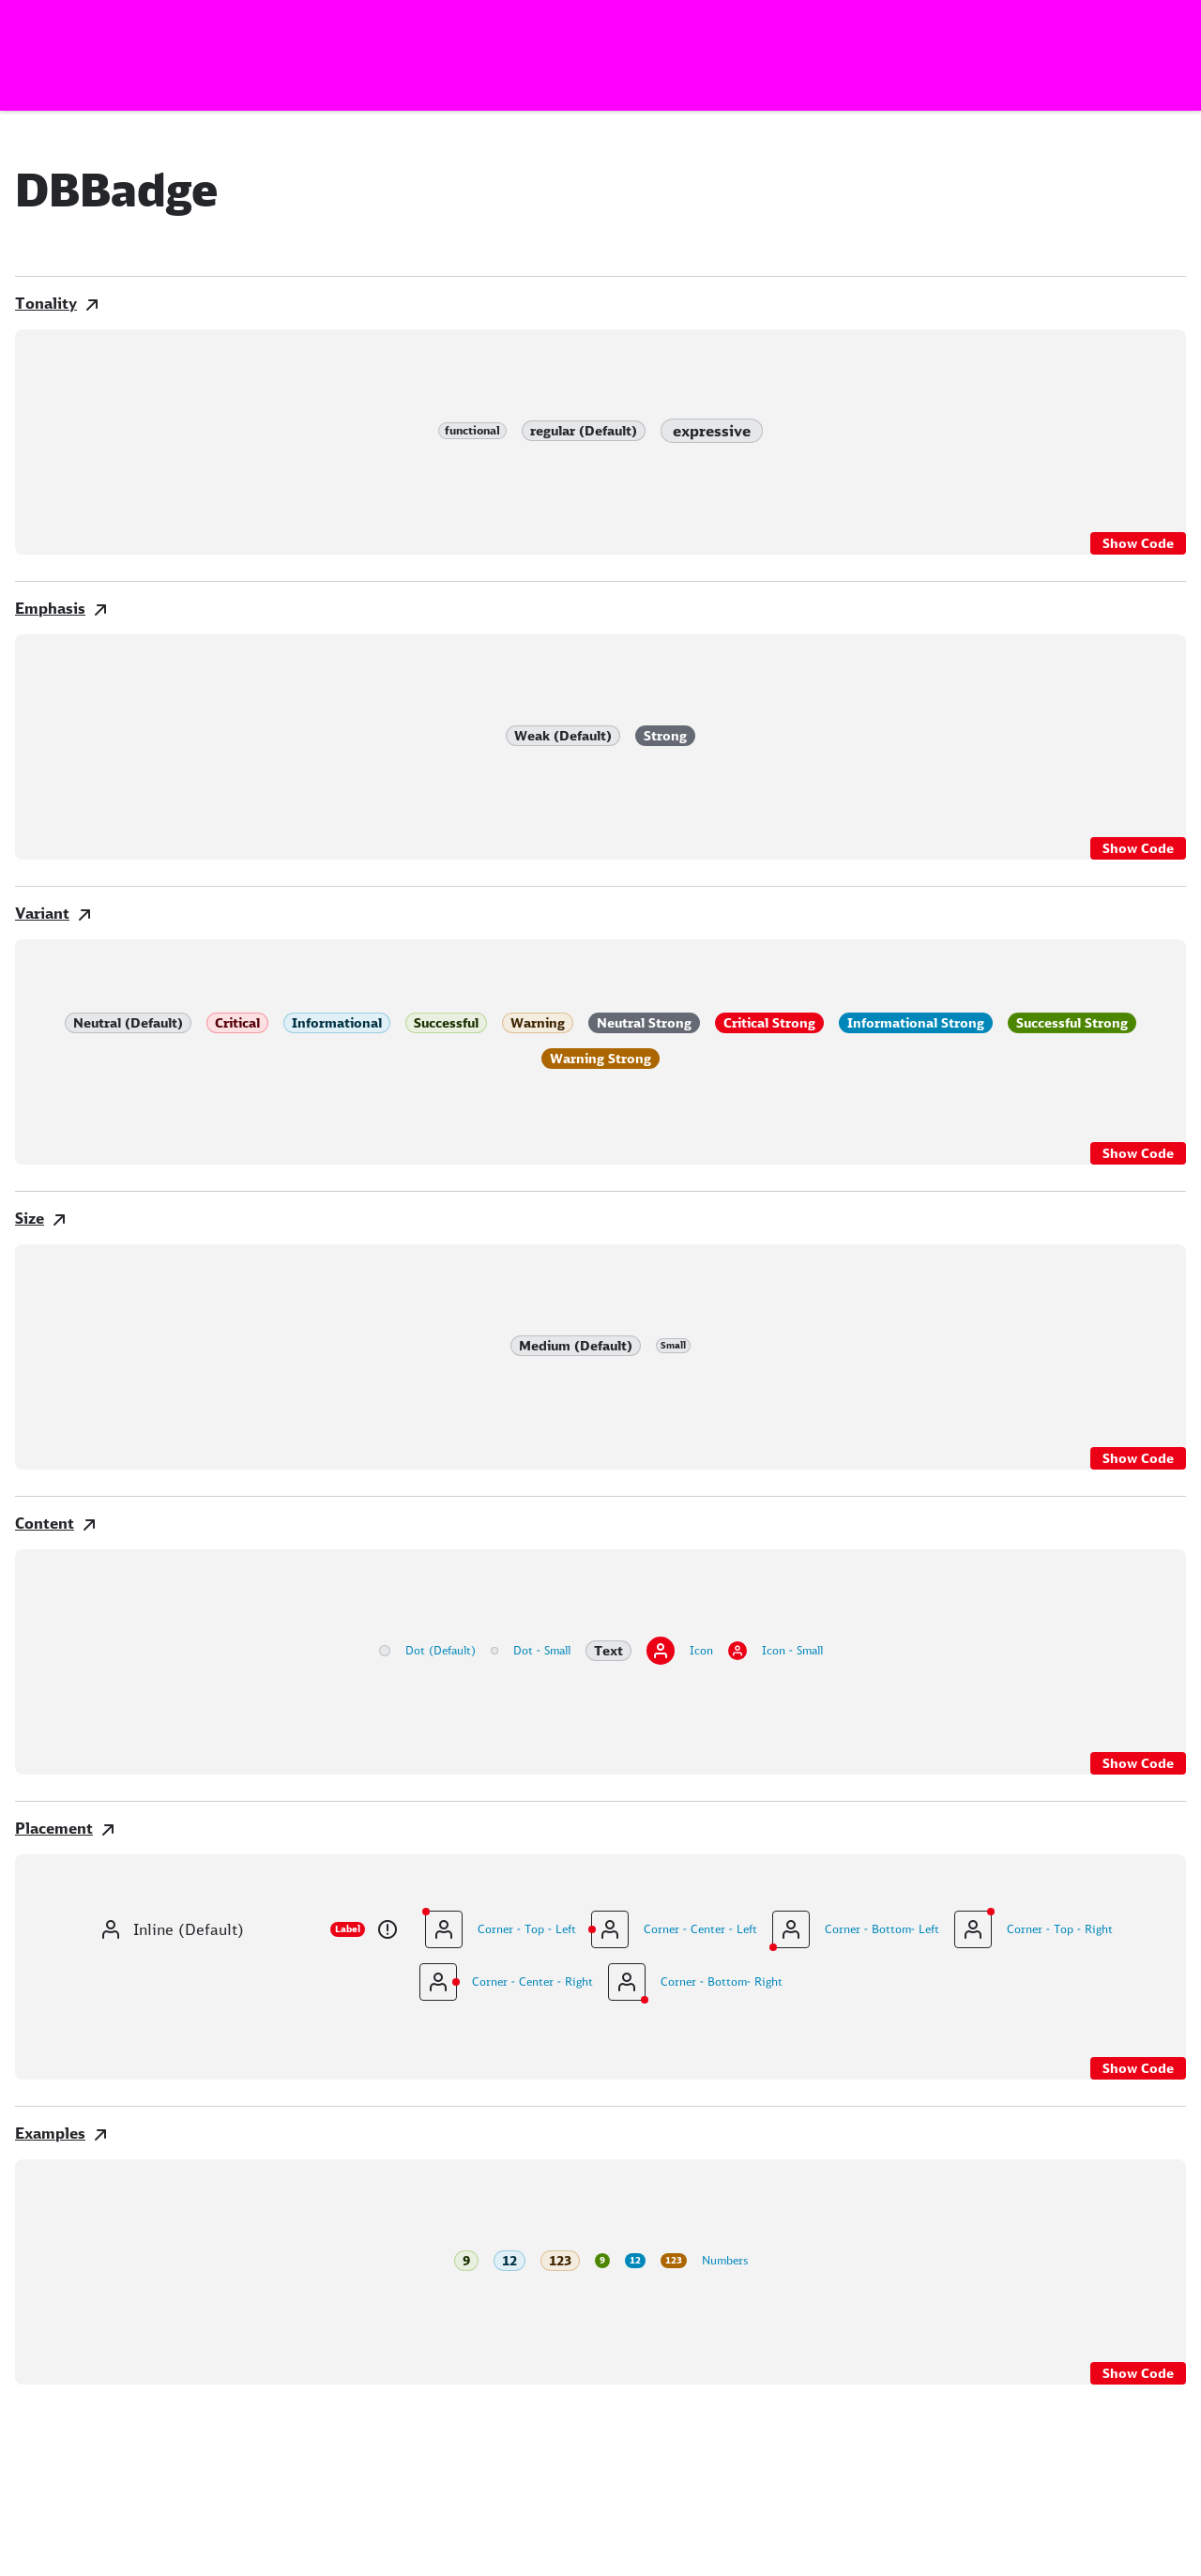 DBBadge
Tonality
functional regular (Default) expressive
Show Code
Emphasis
Weak (Default) Strong
Show Code
Variant
Neutral (Default) Critical Informational Successful Warning Neutral Strong Critical Strong Informational Strong Successful Strong
Warning Strong
Show Code
Size
Medium (Default) Small
Show Code
Content
Dot (Default) Dot - Small Text Icon Icon - Small
Show Code
Placement
Inline (Default) Label Corner - Top - Left Corner - Center - Left Corner - Bottom- Left Corner - Top - Right
Corner - Center - Right Corner - Bottom- Right
Show Code
Examples
9 12 123 9 12 123 Numbers
Show Code